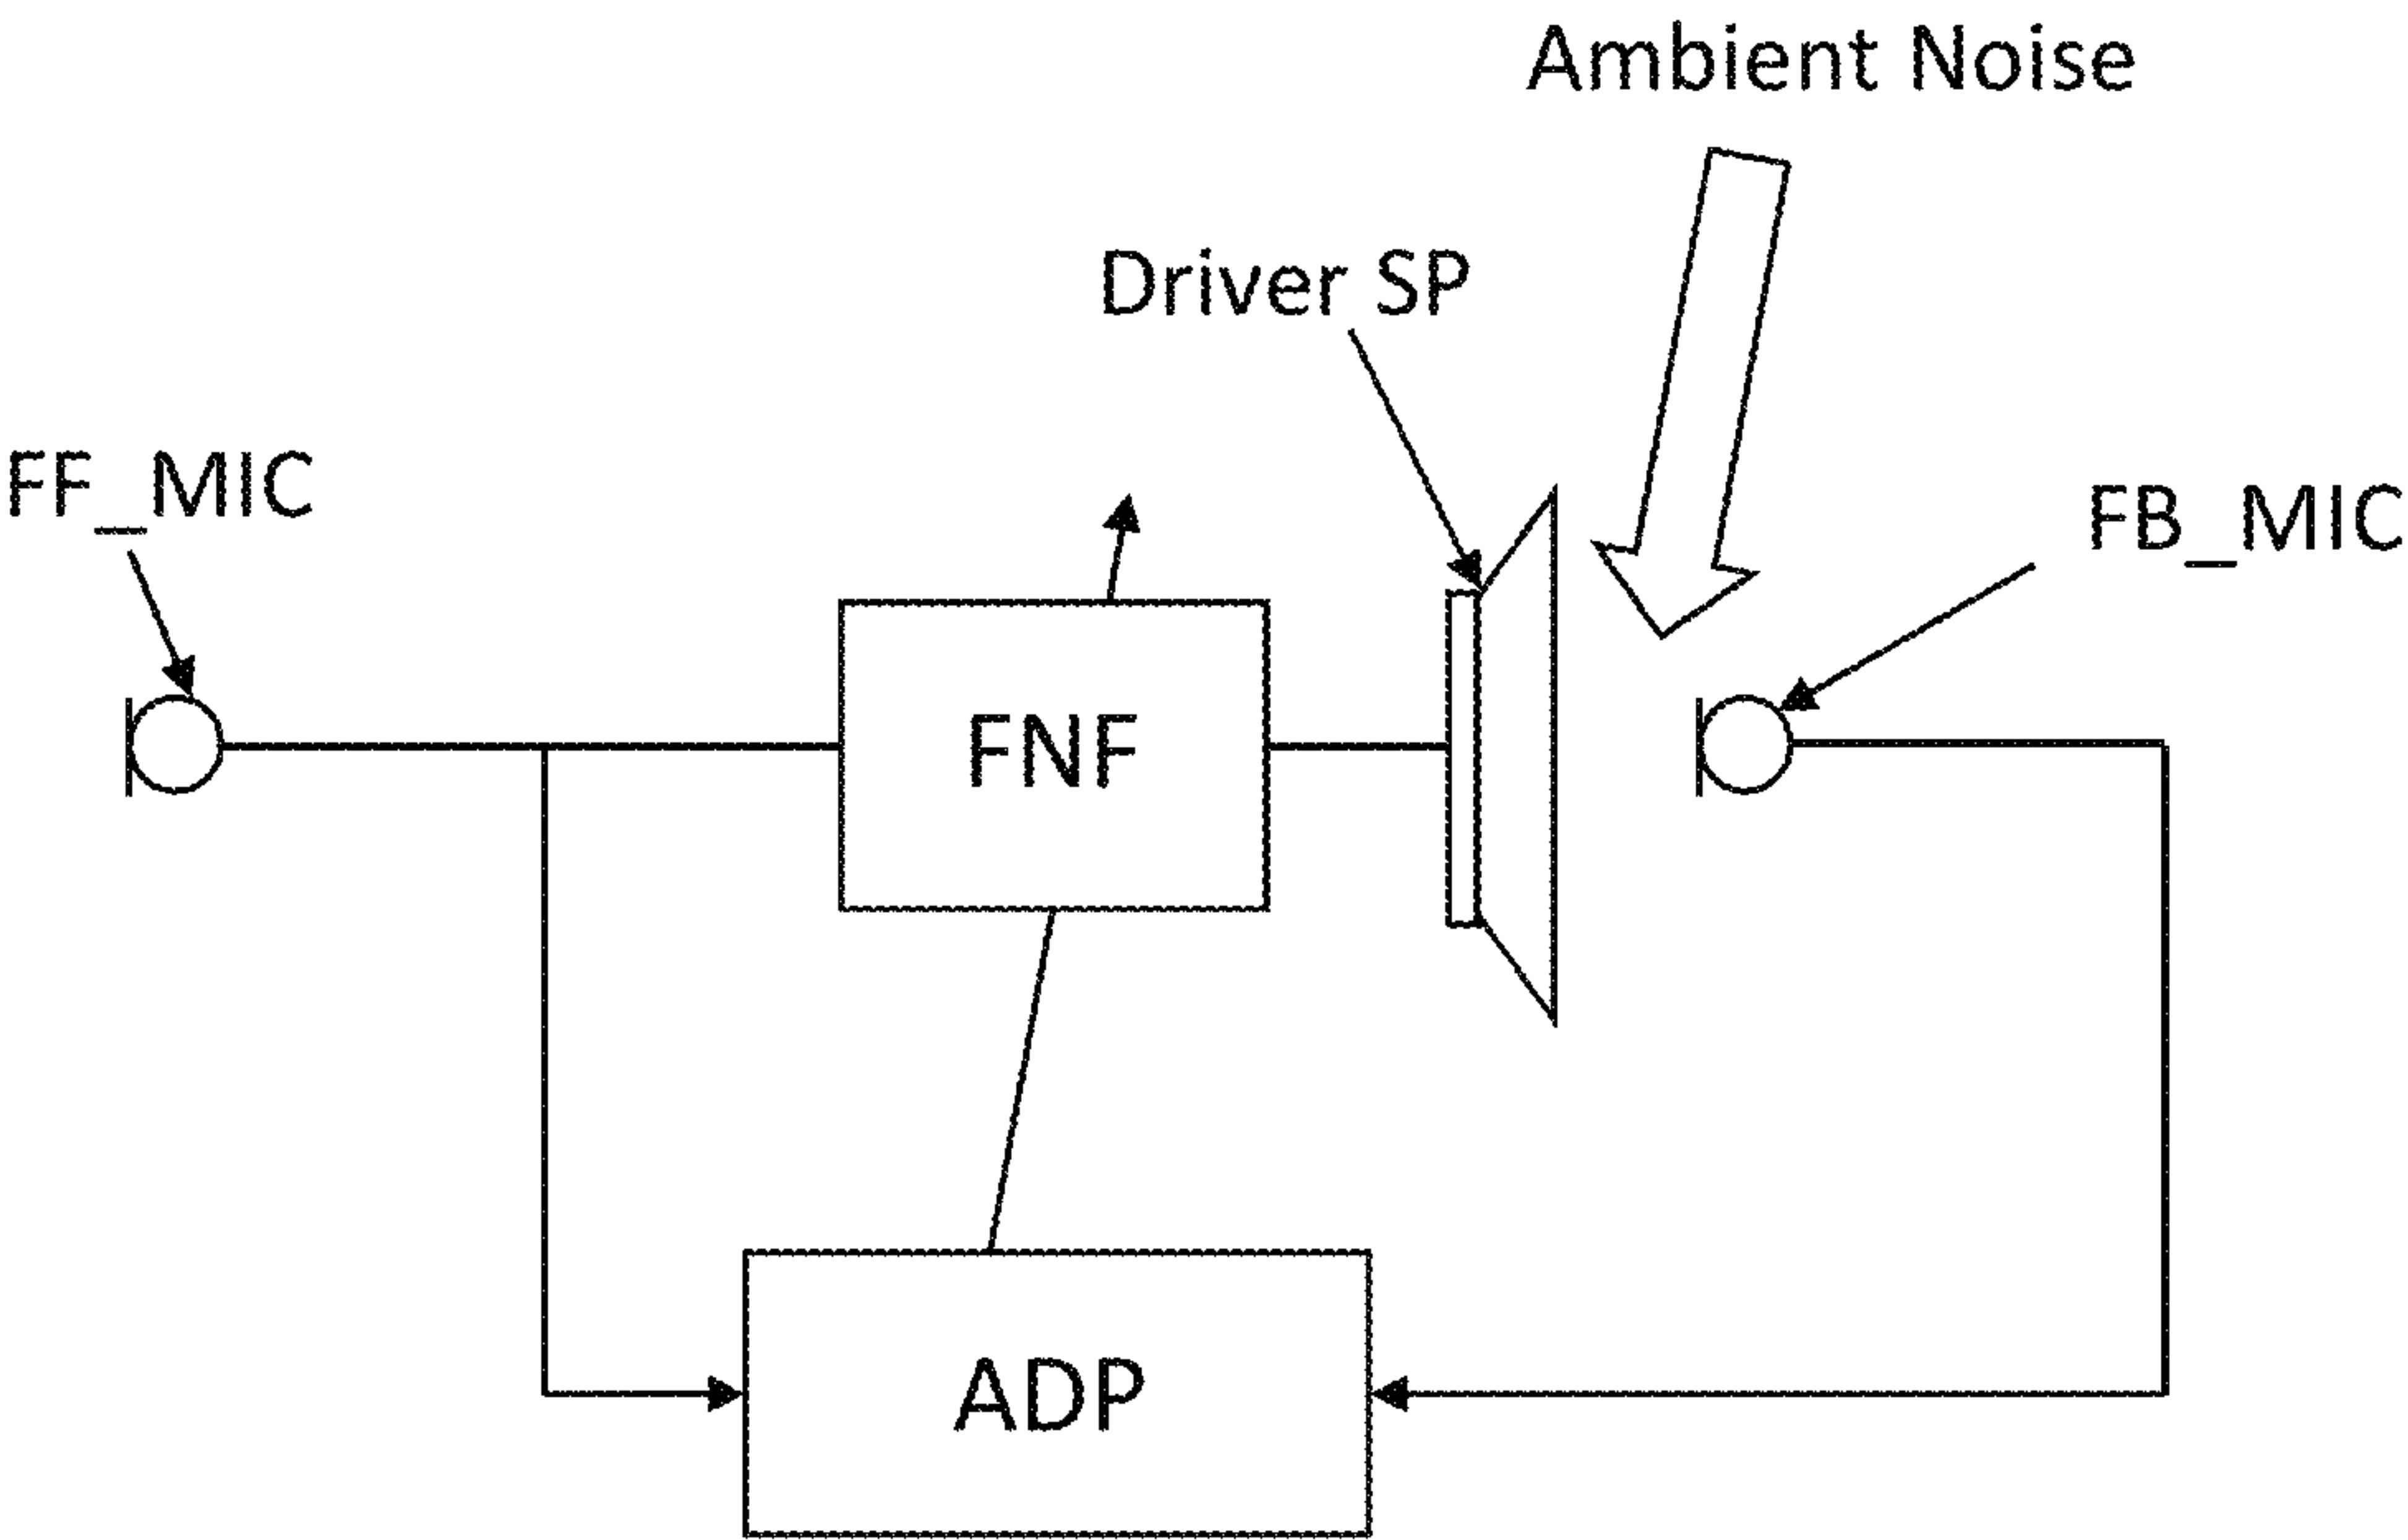 Ambient Noise
Driver SP
FF_MIC
FB_MIC
FNF
ADP